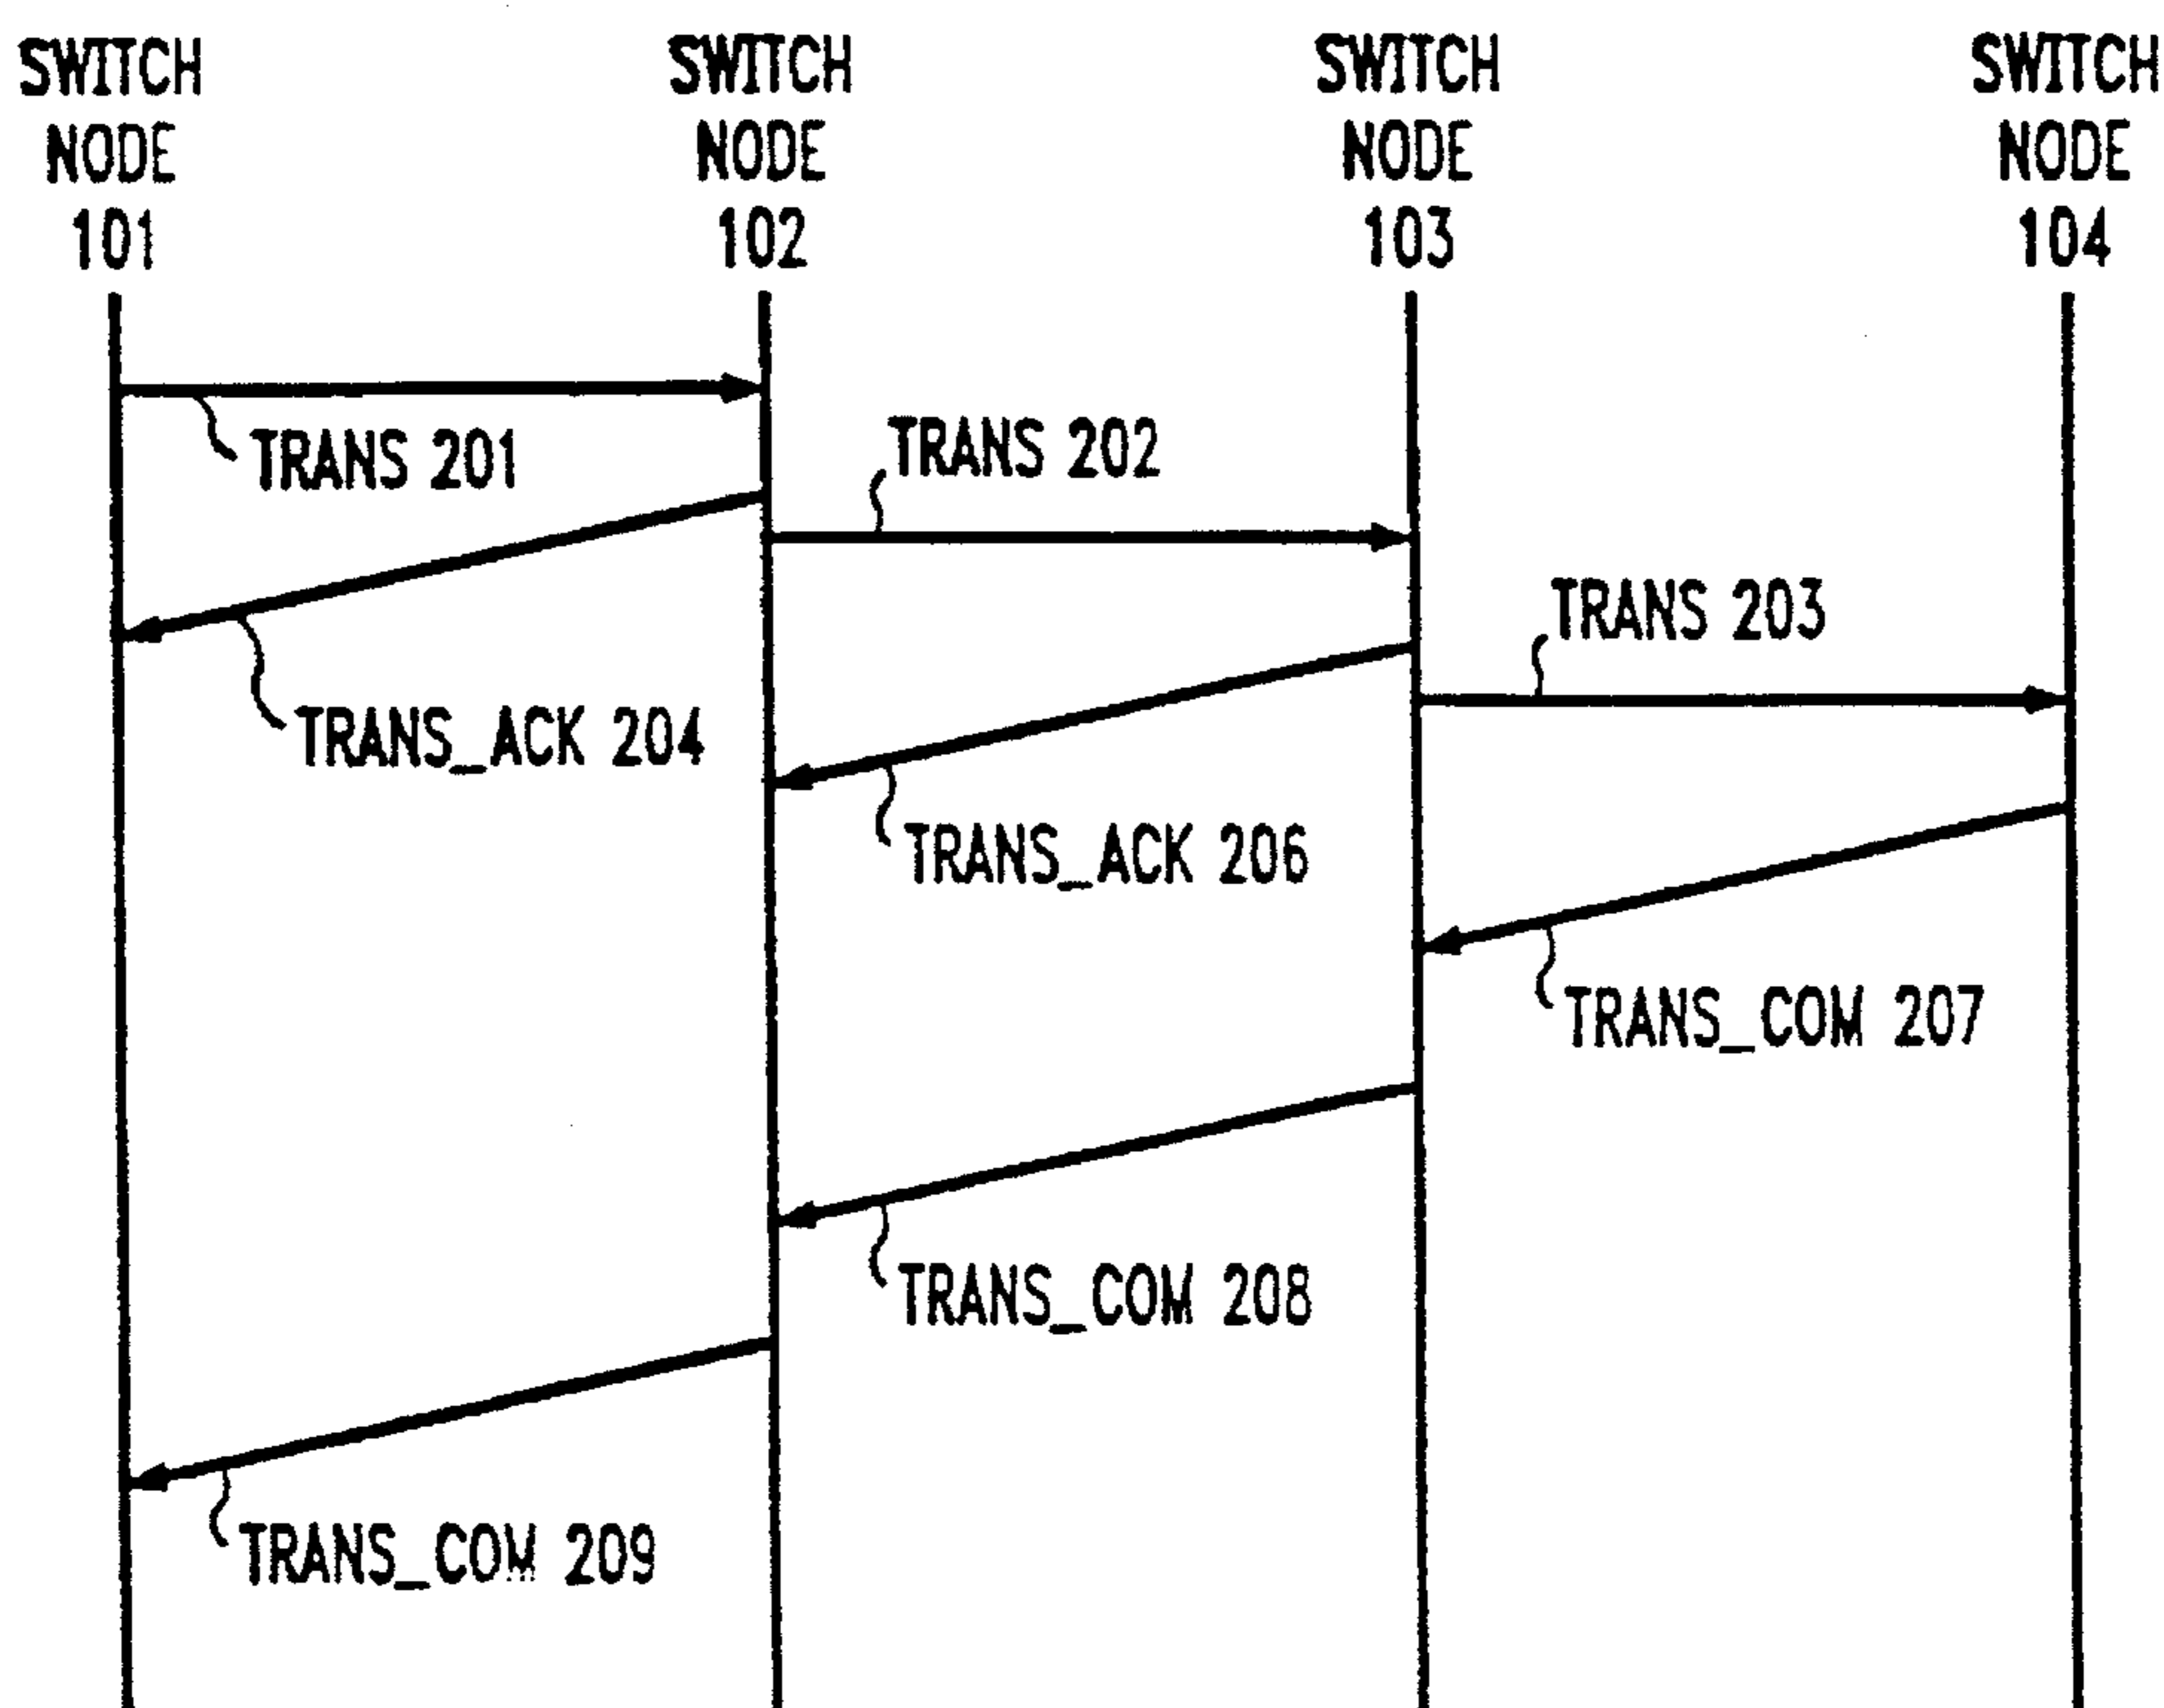 SWITCH
NODE
101
SWITCH
NODE
102
SWITCH
NODE
103
SWITCH
NODE
104
TRANS 201
TRANS 202
TRANS 203
TRANS_ACK 204
TRANS_ACK 206
TRANS_COM 207
TRANS_COM 208
TRANS_COM 209